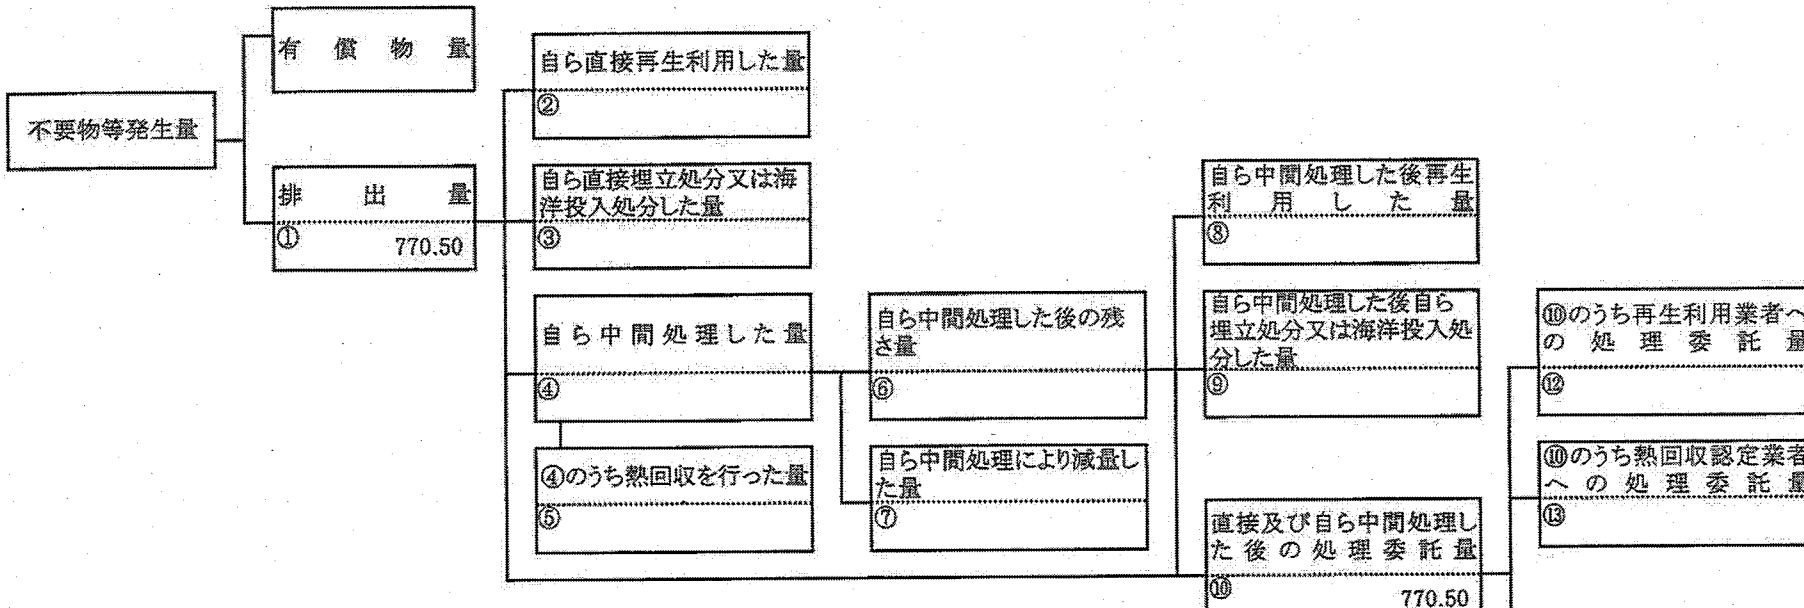 不要物等発生量
有償物量
排出量
①
770.50
自ら直接再生利用した量
②
自ら直接埋立処分又は海
洋投入処分した量
③
自ら中間処理した量
④
④のうち熱回収を行った量
⑤
自ら中間処理した後の残
さ量
⑥
自ら中間処理により減量し
た量
⑦
自ら中間処理した後再生
利用した量
⑧
自ら中間処理した後自ら
埋立処分又は海洋投入処
分した量
⑨
直接及び自ら中間処理し
た後の処理委託量
⑩
770.50
⑩のうち再生利用業者へ
の処理委託量
⑫
⑩のうち熱回収認定業者
への処理委託量
⑬